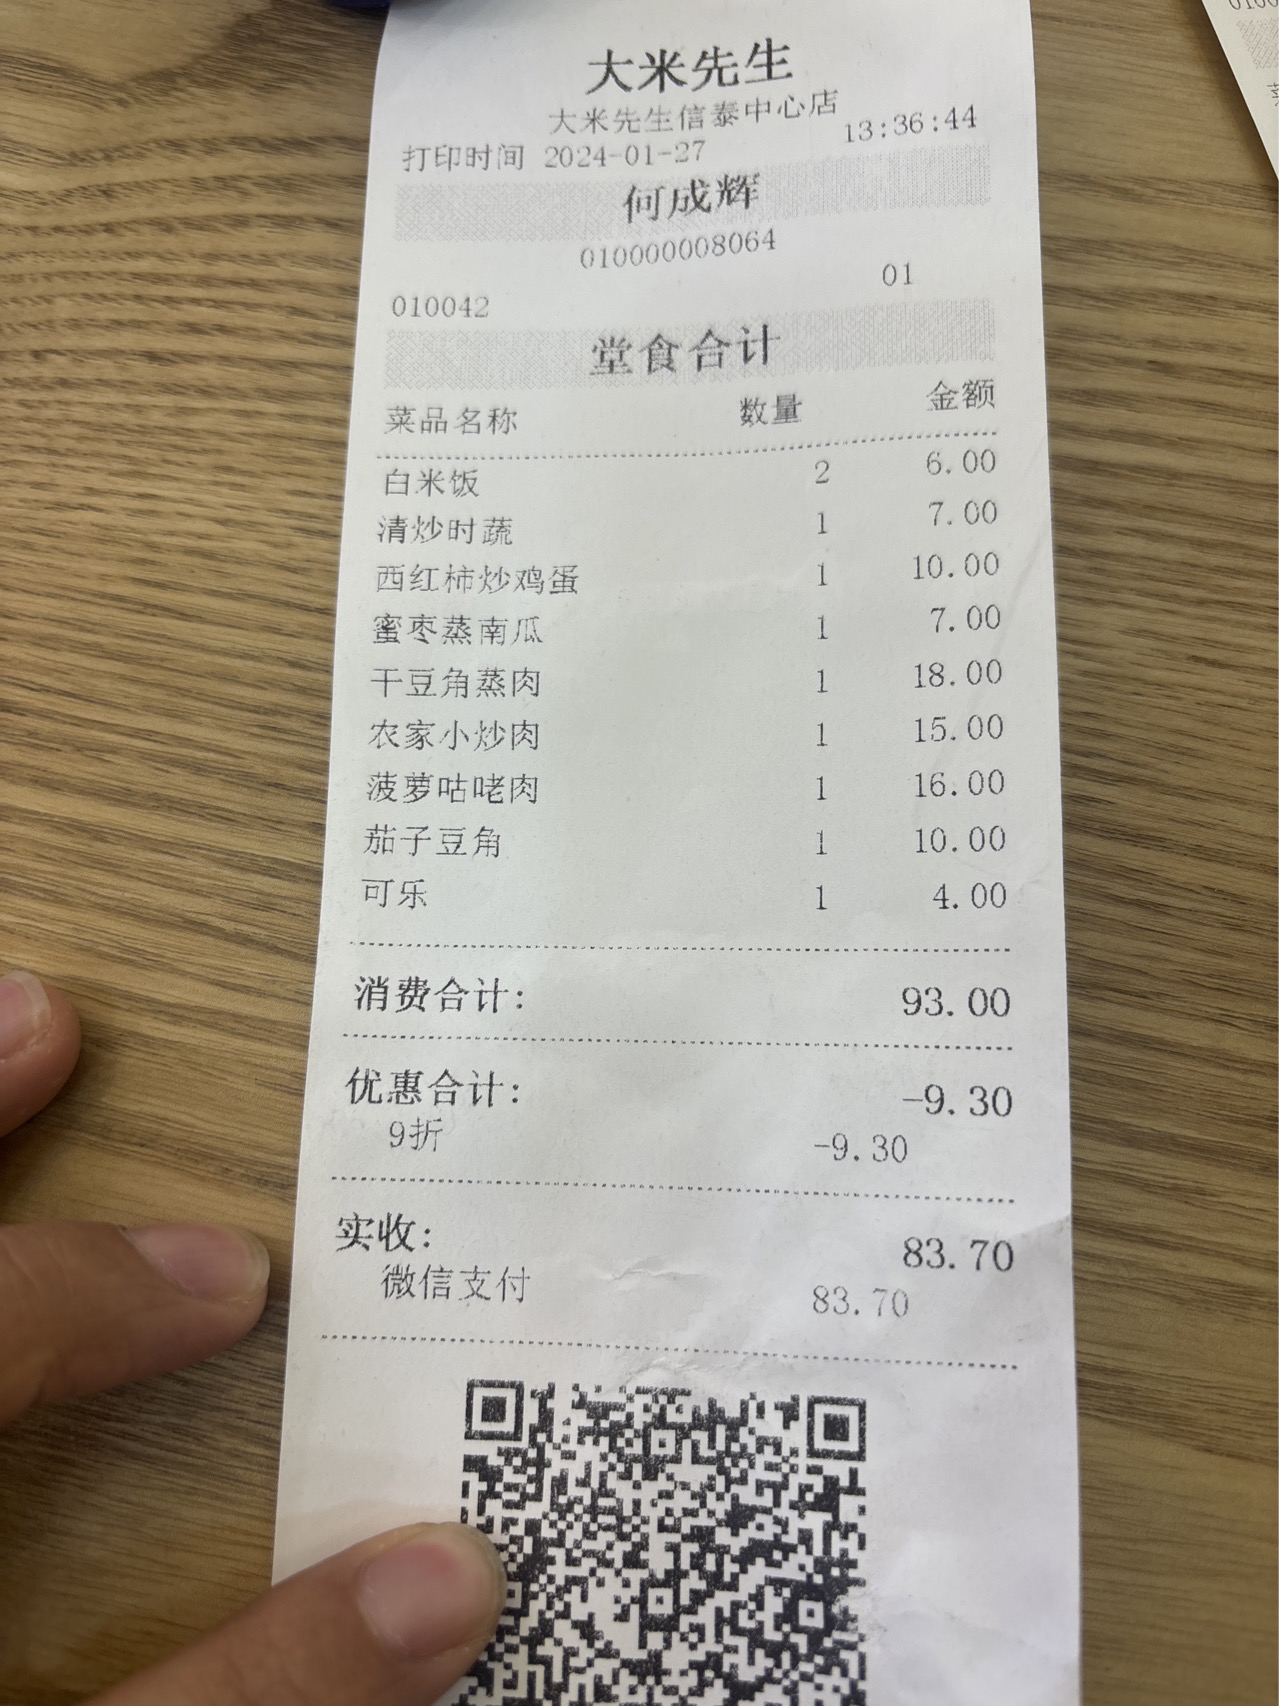 大米先生
大米先生信泰中心店
打印时间 2024-01-27 13:36:44
何成辉
010000008064
010042 01
堂食合计
菜品名称 数量 金额
白米饭 2 6.00
清炒时蔬 1 7.00
西红柿炒鸡蛋 1 10.00
蜜枣蒸南瓜 1 7.00
干豆角蒸肉 1 18.00
农家小炒肉 1 15.00
菠萝咕咾肉 1 16.00
茄子豆角 1 10.00
可乐 1 4.00
消费合计: 93.00
优惠合计: -9.30
9折 -9.30
实收: 83.70
微信支付 83.70